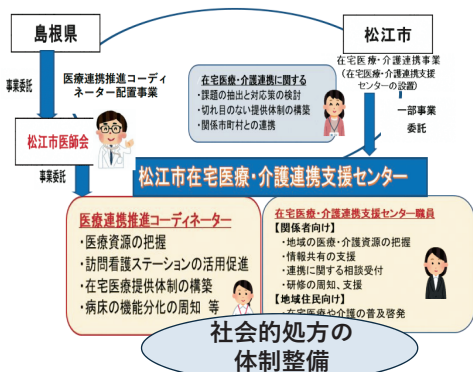 島根県
松江市
事業委託
医療連携推進コーディ
ネーター配置事業
在宅医療・介護連携に関する
・課題の抽出と対応策の検討
・切れ目のない提供体制の構築
・関係市町村との連携
在宅医療・介護連携事業
（在宅医療・介護連携支援
センターの設置）
一部事業
委託
松江市医師会
事業委託
松江市在宅医療・介護連携支援センター
医療連携推進コーディネーター
・医療資源の把握
・訪問看護ステーションの活用促進
・在宅医療提供体制の構築
・病床の機能分化の周知 等
在宅医療・介護連携支援センター職員
【関係者向け】
・地域の医療・介護資源の把握
・情報共有の支援
・連携に関する相談受付
・研修の周知、支援
【地域住民向け】
・在宅医療や介護の普及啓発
社会的処方の
体制整備